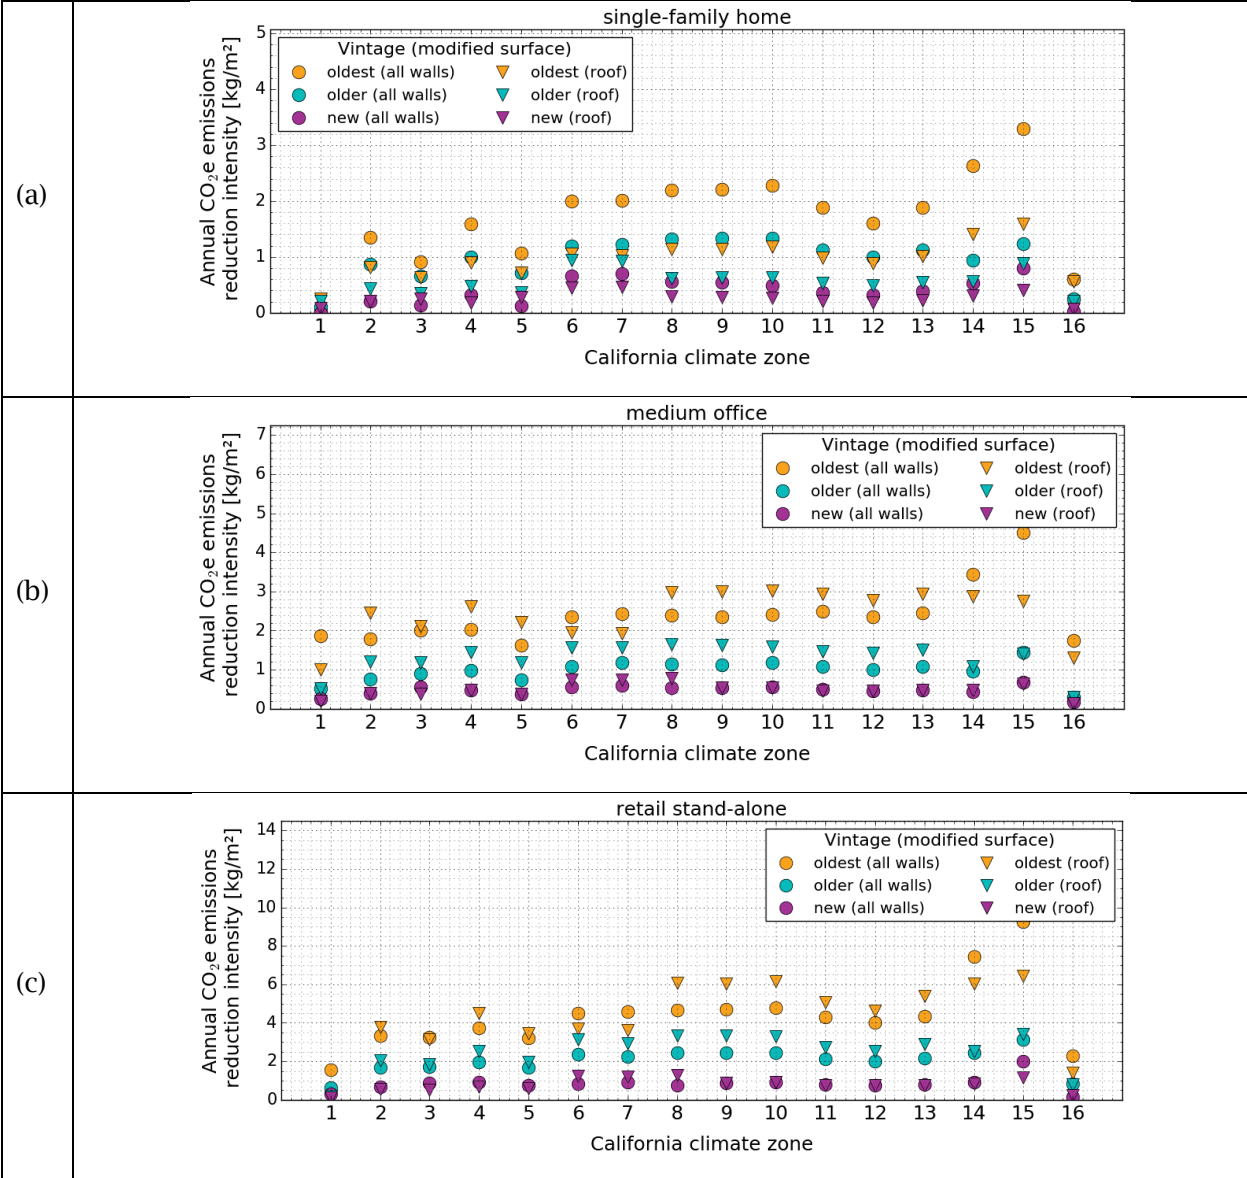 (a)
single-family home
Annual CO₂e emissions
reduction intensity [kg/m²]
5
4
3
2
1
0
Vintage (modified surface)
oldest (all walls) oldest (roof)
older (all walls) older (roof)
new (all walls) new (roof)
1 2 3 4 5 6 7 8 9 10 11 12 13 14 15 16
California climate zone
(b)
medium office
Annual CO₂e emissions
reduction intensity [kg/m²]
7
6
5
4
3
2
1
0
Vintage (modified surface)
oldest (all walls) oldest (roof)
older (all walls) older (roof)
new (all walls) new (roof)
1 2 3 4 5 6 7 8 9 10 11 12 13 14 15 16
California climate zone
(c)
retail stand-alone
Annual CO₂e emissions
reduction intensity [kg/m²]
14
12
10
8
6
4
2
0
Vintage (modified surface)
oldest (all walls) oldest (roof)
older (all walls) older (roof)
new (all walls) new (roof)
1 2 3 4 5 6 7 8 9 10 11 12 13 14 15 16
California climate zone